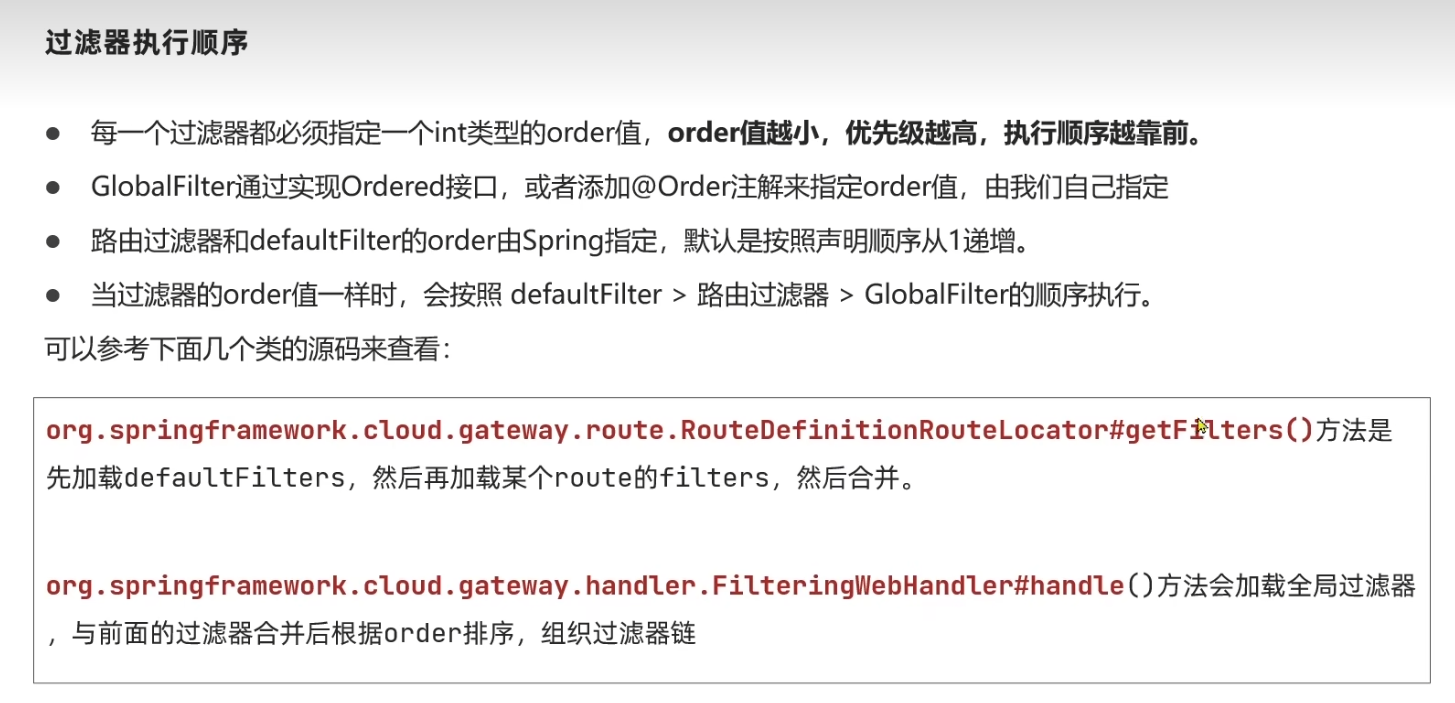 过滤器执行顺序
● 每一个过滤器都必须指定一个int类型的order值，order值越小，优先级越高，执行顺序越靠前。
● GlobalFilter通过实现Ordered接口，或者添加@Order注解来指定order值，由我们自己指定
● 路由过滤器和defaultFilter的order由Spring指定，默认是按照声明顺序从1递增。
● 当过滤器的order值一样时，会按照 defaultFilter > 路由过滤器 > GlobalFilter的顺序执行。
可以参考下面几个类的源码来查看：
org.springframework.cloud.gateway.route.RouteDefinitionRouteLocator#getFilters()方法是
先加载defaultFilters，然后再加载某个route的filters，然后合并。
org.springframework.cloud.gateway.handler.FilteringWebHandler#handle()方法会加载全局过滤器
，与前面的过滤器合并后根据order排序，组织过滤器链